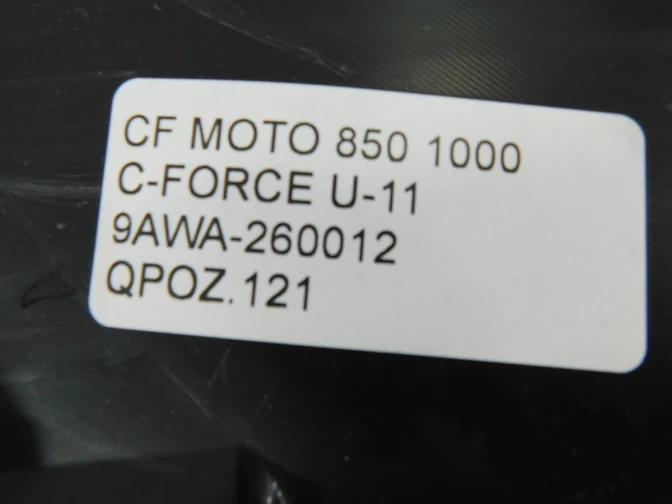 CF MOTO 850 1000
C-FORCE U-11
9AWA-260012
QPOZ.121